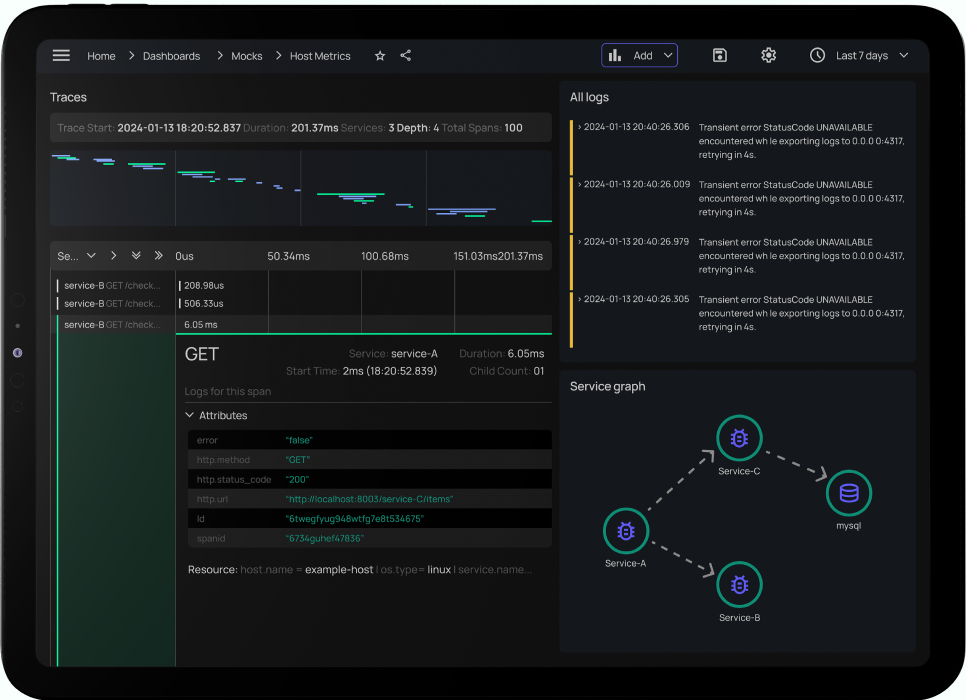 Home > Dashboards > Mocks > Host Metrics
Add
Last 7 days
Traces
Trace Start: 2024-01-13 18:20:52.837 Duration: 201.37ms Services: 3 Depth: 4 Total Spans: 100
Se...
0us
50.34ms
100.68ms
151.03ms201.37ms
service-B GET /check...
208.98us
service-B GET /check...
506.33us
service-B GET /check...
6.05 ms
GET
Service: service-A
Duration: 6.05ms
Start Time: 2ms (18:20:52.839)
Child Count: 01
Logs for this span
Attributes
error "false"
http.method "GET"
http.status_code "200"
http.url "http://localhost:8003/service-C/items"
Id "6twegfyug948wtfg7e8t534675"
spanid "6734guhef47836"
Resource: host.name = example-host | os.type= linux | service.name...
All logs
› 2024-01-13 20:40:26.306
Transient error StatusCode UNAVAILABLE
encountered wh le exporting logs to 0.0.0 0:4317,
retrying in 4s.
› 2024-01-13 20:40:26.009
Transient error StatusCode UNAVAILABLE
encountered wh le exporting logs to 0.0.0 0:4317,
retrying in 4s.
› 2024-01-13 20:40:26.979
Transient error StatusCode UNAVAILABLE
encountered wh le exporting logs to 0.0.0 0:4317,
retrying in 4s.
› 2024-01-13 20:40:26.305
Transient error StatusCode UNAVAILABLE
encountered wh le exporting logs to 0.0.0 0:4317,
retrying in 4s.
Service graph
Service-C
mysql
Service-A
Service-B